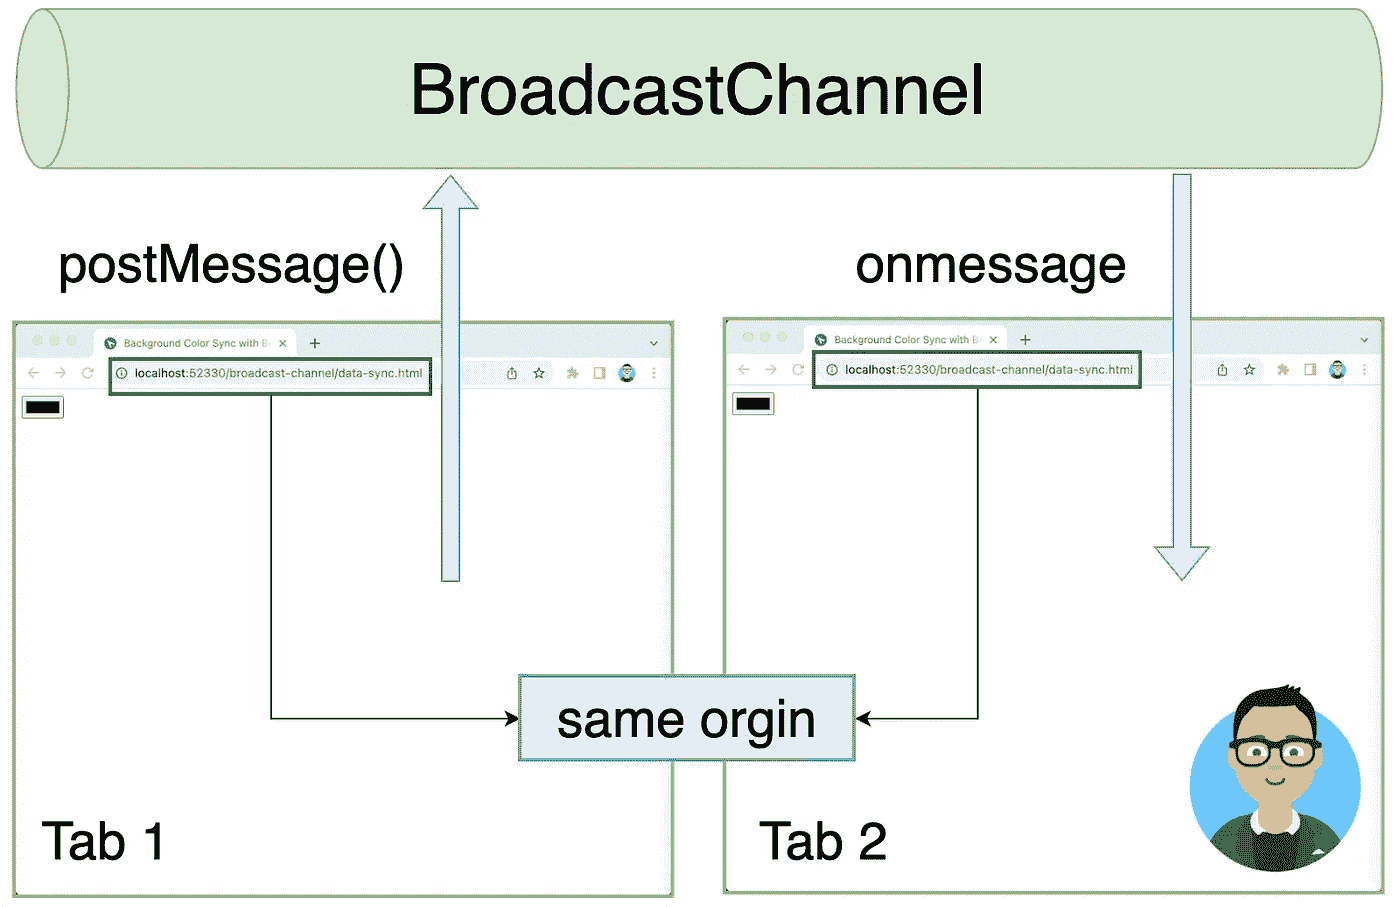 BroadcastChannel
postMessage()
onmessage
Background Color Sync with B
localhost:52330/broadcast-channel/data-sync.html
Background Color Sync with B
localhost:52330/broadcast-channel/data-sync.html
same orgin
Tab 1
Tab 2